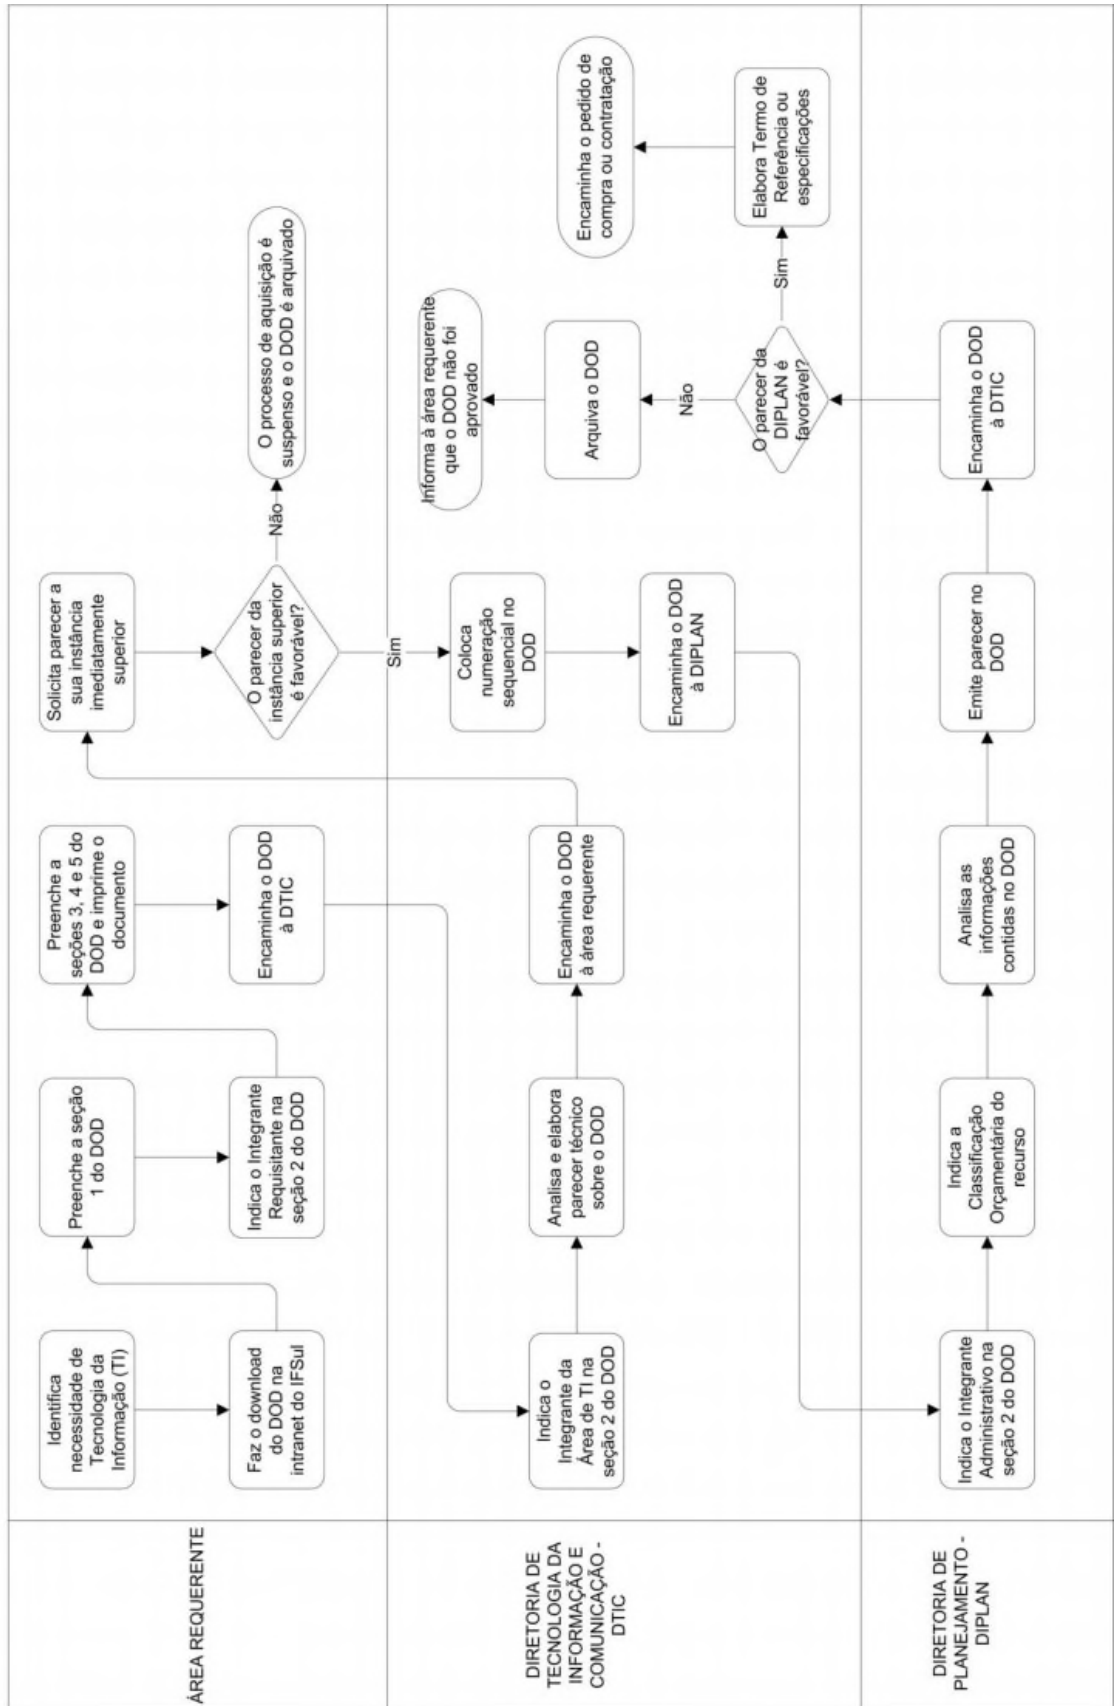 ÁREA REQUERENTE
Identifica
necessidade de
Tecnologia da
Informação (TI)
Faz o download
do DOD na
intranet do IFSul
Preenche a seção
1 do DOD
Indica o Integrante
Requisitante na
seção 2 do DOD
Preenche a
seções 3, 4 e 5 do
DOD e imprime o
documento
Encaminha o DOD
à DTIC
Solicita parecer a
sua instância
imediatamente
superior
O parecer da
instância superior
é favorável?
Não
O processo de aquisição é
suspenso e o DOD é arquivado
Sim
DIRETORIA DE
TECNOLOGIA DA
INFORMAÇÃO E
COMUNICAÇÃO -
DTIC
Indica o
Integrante da
Área de TI na
seção 2 do DOD
Analisa e elabora
parecer técnico
sobre o DOD
Encaminha o DOD
à área requerente
Coloca
numeração
sequencial no
DOD
Encaminha o DOD
à DIPLAN
Informa à área requerente
que o DOD não foi
aprovado
Arquiva o DOD
Não
O parecer da
DIPLAN é
favorável?
Sim
Encaminha o pedido de
compra ou contratação
Elabora Termo de
Referência ou
especificações
DIRETORIA DE
PLANEJAMENTO -
DIPLAN
Indica o Integrante
Administrativo na
seção 2 do DOD
Indica a
Classificação
Orçamentária do
recurso
Analisa as
informações
contidas no DOD
Emite parecer no
DOD
Encaminha o DOD
à DTIC